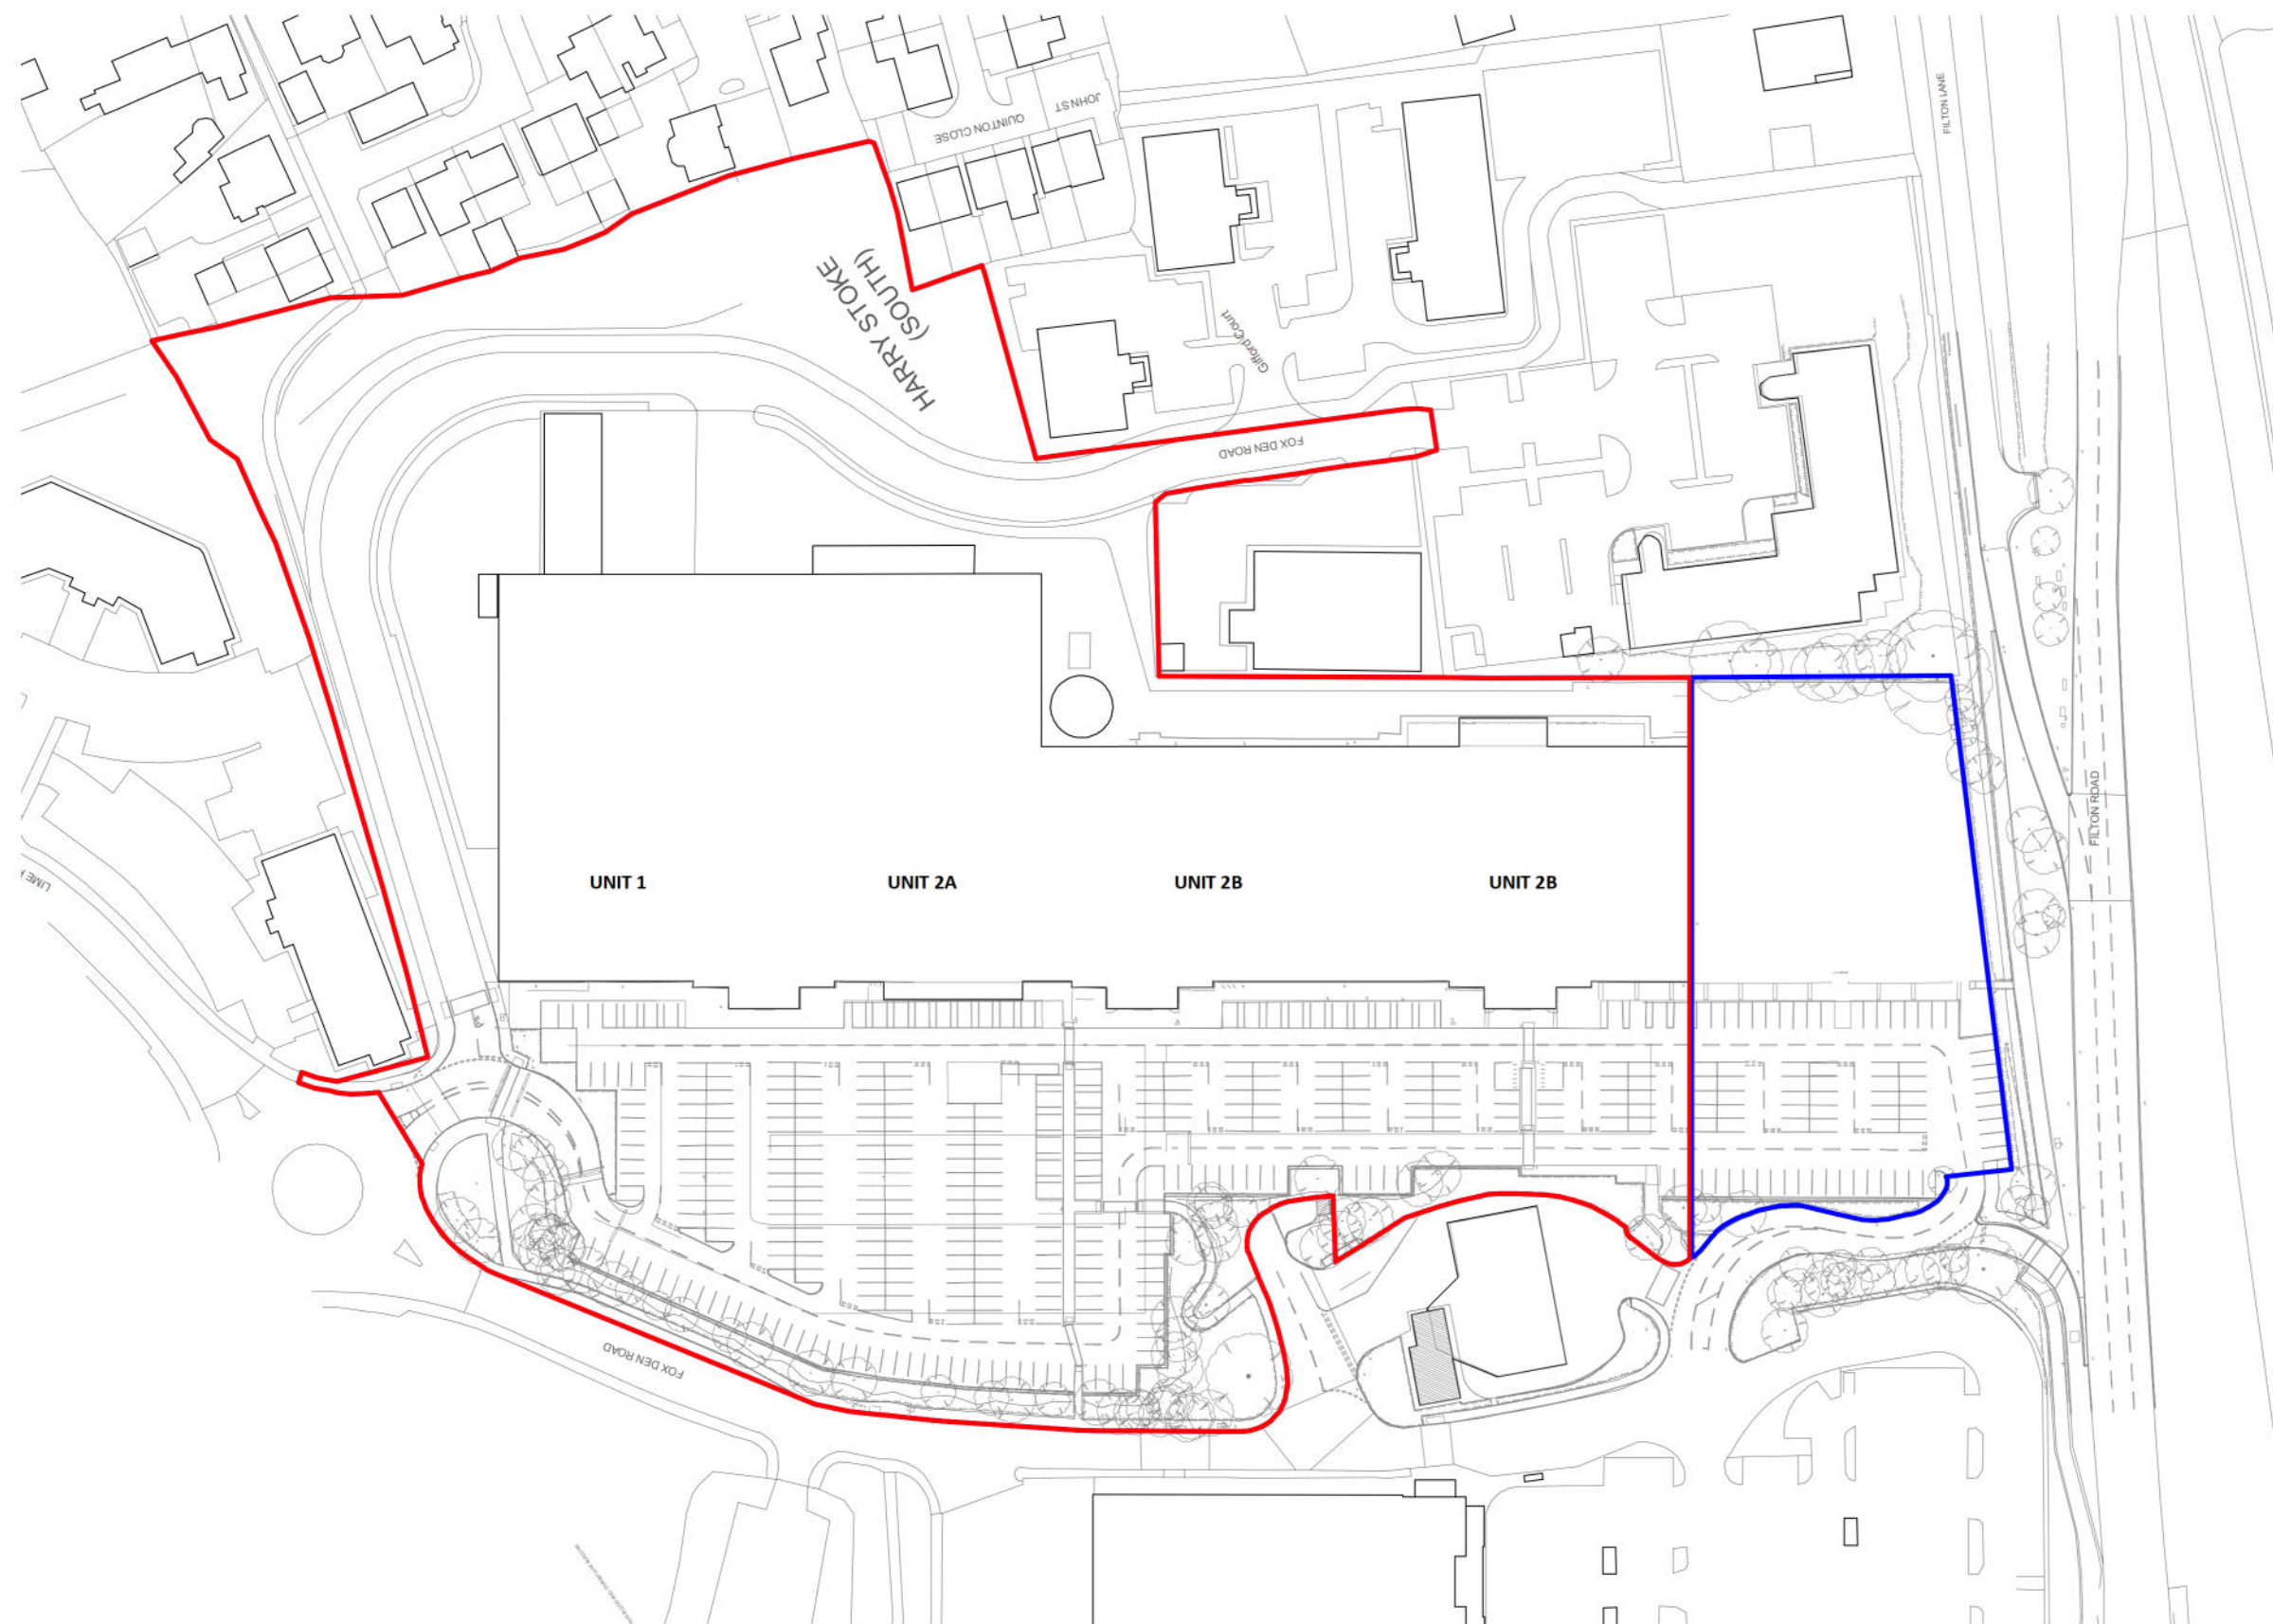 FILTON LANE
JOHN ST
QUINTON CLOSE
HARRY STOKE
(SOUTH)
Gifford Court
FOX DEN ROAD
FILTON ROAD
UNIT 1
UNIT 2A
UNIT 2B
UNIT 2B
LIME
FOX DEN ROAD